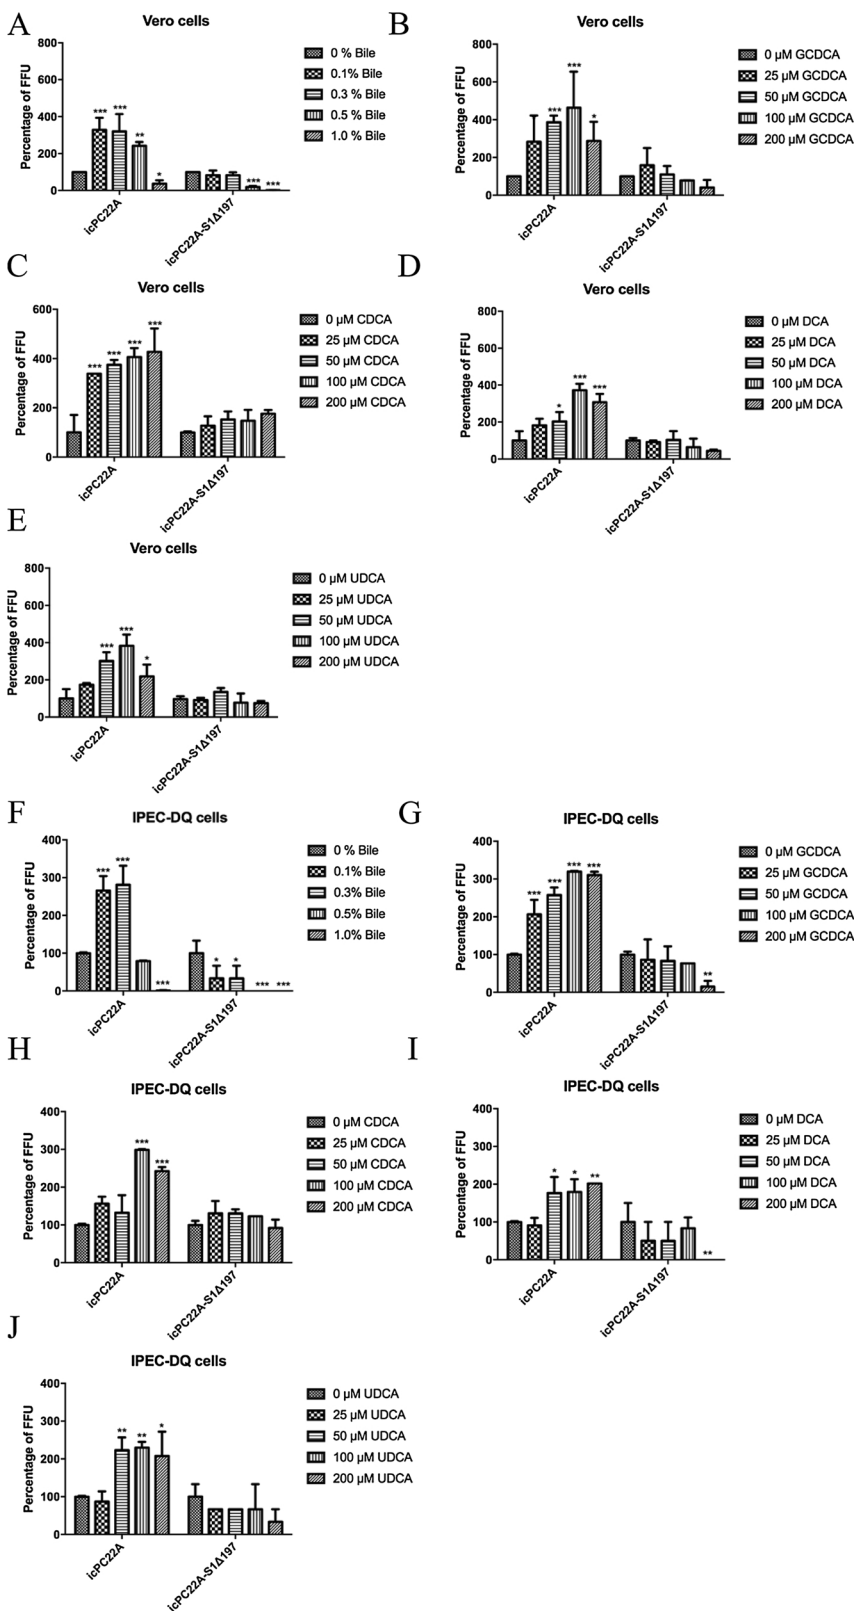 A
Vero cells
Percentage of FFU
800
600
400
200
0
***
***
**
*
***
***
icPC22A
icPC22A-S1Δ197
0 % Bile
0.1% Bile
0.3 % Bile
0.5 % Bile
1.0 % Bile
B
Vero cells
Percentage of FFU
800
600
400
200
0
***
***
*
icPC22A
icPC22A-S1Δ197
0 µM GCDCA
25 µM GCDCA
50 µM GCDCA
100 µM GCDCA
200 µM GCDCA
C
Vero cells
Percentage of FFU
600
400
200
0
***
***
***
***
icPC22A
icPC22A-S1Δ197
0 µM CDCA
25 µM CDCA
50 µM CDCA
100 µM CDCA
200 µM CDCA
D
Vero cells
Percentage of FFU
800
600
400
200
0
*
***
***
icPC22A
icPC22A-S1Δ197
0 µM DCA
25 µM DCA
50 µM DCA
100 µM DCA
200 µM DCA
E
Vero cells
Percentage of FFU
800
600
400
200
0
***
***
*
icPC22A
icPC22A-S1Δ197
0 µM UDCA
25 µM UDCA
50 µM UDCA
100 µM UDCA
200 µM UDCA
F
IPEC-DQ cells
Percentage of FFU
400
300
200
100
0
***
***
***
*
*
***
***
icPC22A
icPC22A-S1Δ197
0 % Bile
0.1% Bile
0.3% Bile
0.5% Bile
1.0% Bile
G
IPEC-DQ cells
Percentage of FFU
400
300
200
100
0
***
***
***
***
**
icPC22A
icPC22A-S1Δ197
0 µM GCDCA
25 µM GCDCA
50 µM GCDCA
100 µM GCDCA
200 µM GCDCA
H
IPEC-DQ cells
Percentage of FFU
400
300
200
100
0
***
***
icPC22A
icPC22A-S1Δ197
0 µM CDCA
25 µM CDCA
50 µM CDCA
100 µM CDCA
200 µM CDCA
I
IPEC-DQ cells
Percentage of FFU
400
300
200
100
0
*
*
**
**
icPC22A
icPC22A-S1Δ197
0 µM DCA
25 µM DCA
50 µM DCA
100 µM DCA
200 µM DCA
J
IPEC-DQ cells
Percentage of FFU
400
300
200
100
0
**
**
*
icPC22A
icPC22A-S1Δ197
0 µM UDCA
25 µM UDCA
50 µM UDCA
100 µM UDCA
200 µM UDCA